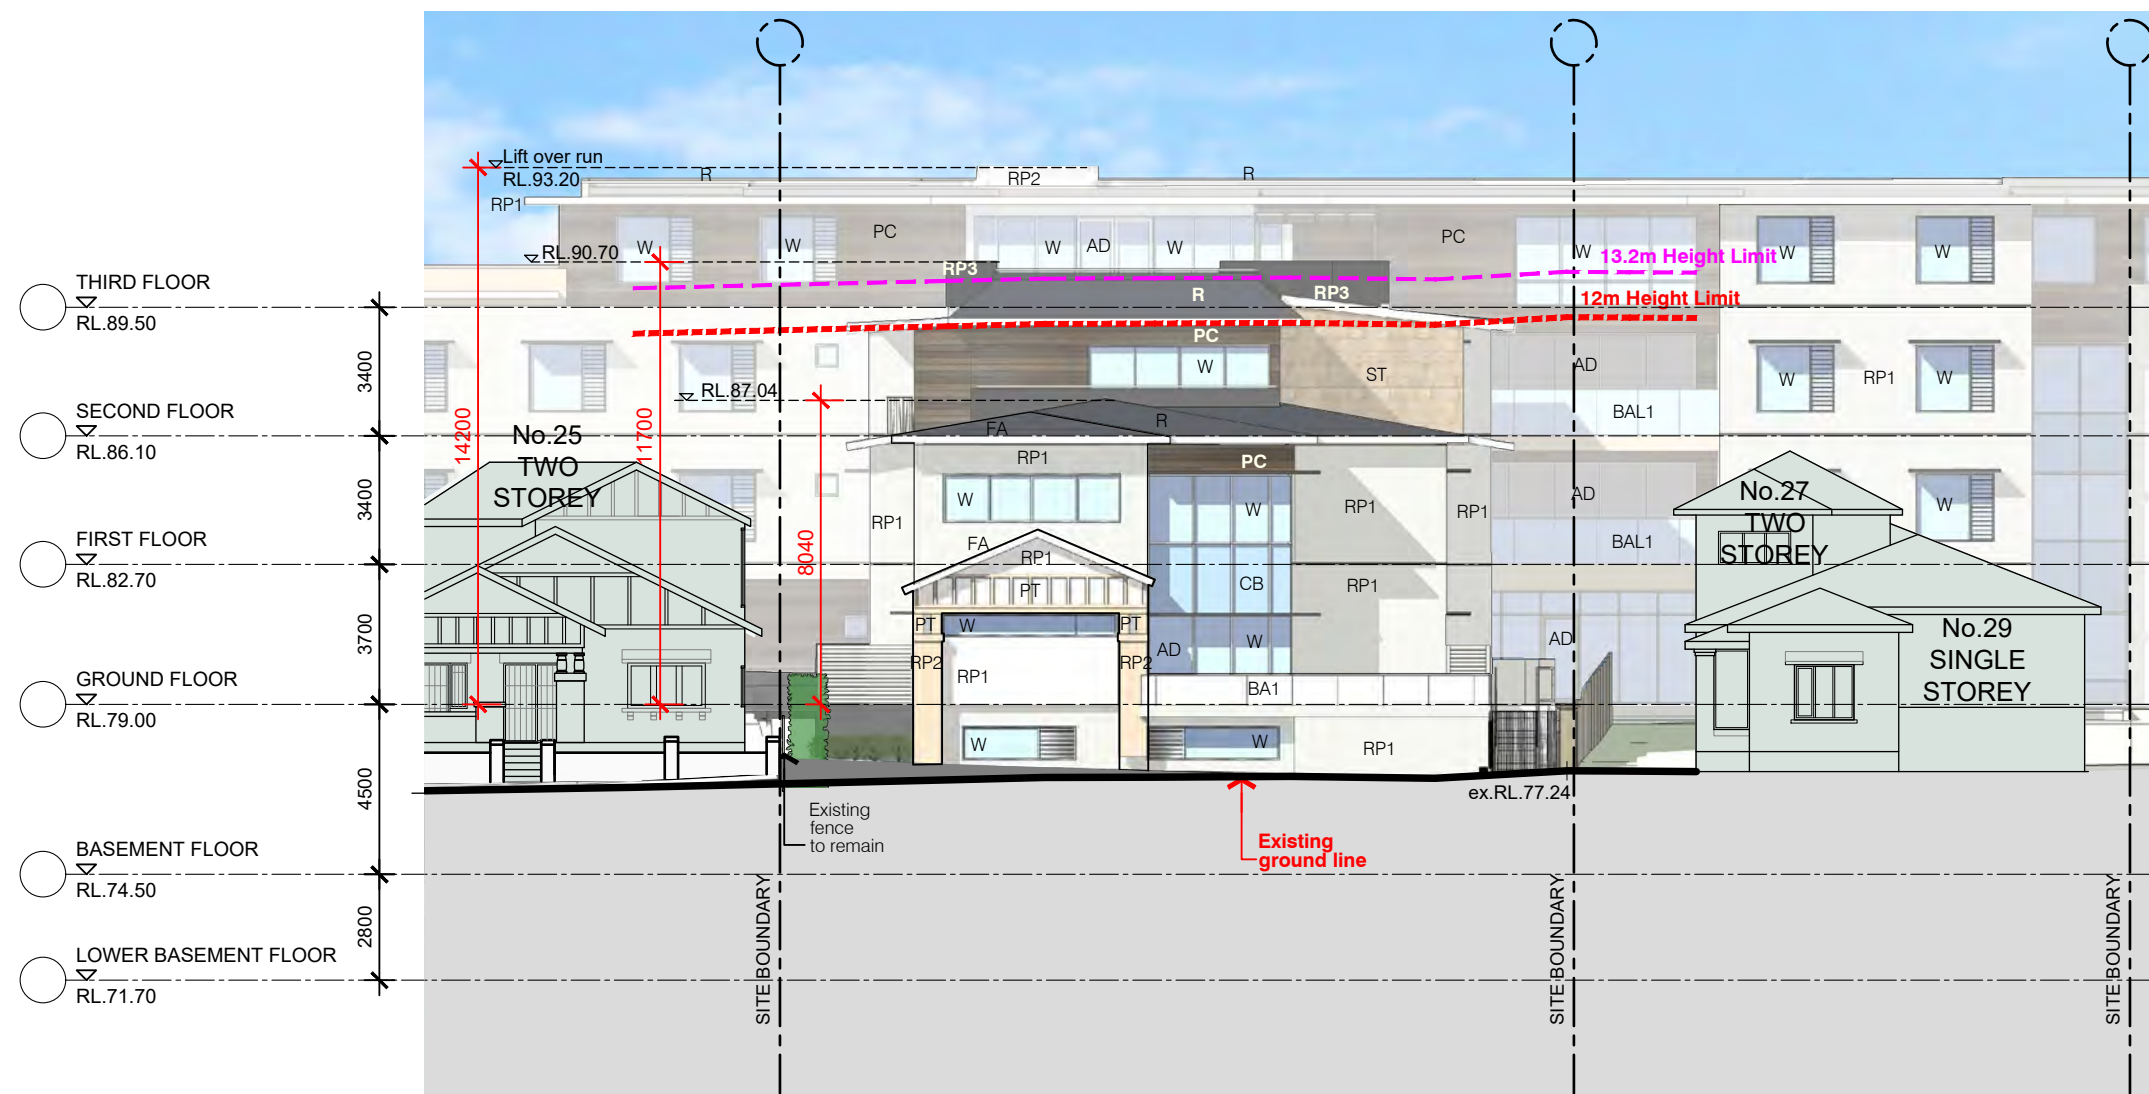 Lift over run
RL.93.20
R
RP2
R
RP1
W
W
PC
W
AD
W
PC
W
W
W
RL.90.70
RP3
13.2m Height Limit
THIRD FLOOR
RL.89.50
R
RP3
12m Height Limit
PC
W
ST
AD
W
RP1
W
3400
RL.87.04
SECOND FLOOR
RL.86.10
14200
11700
No.25
TWO
STOREY
FA
R
BAL1
RP1
PC
3400
W
W
RP1
RP1
RP1
AD
No.27
TWO
STOREY
W
FIRST FLOOR
RL.82.70
8040
FA
RP1
BAL1
PT
CB
RP1
3700
PT
W
PT
AD
W
AD
No.29
SINGLE
STOREY
RP2
RP1
RP2
BA1
GROUND FLOOR
RL.79.00
W
W
RP1
4500
ex.RL.77.24
Existing
fence
to remain
Existing
ground line
BASEMENT FLOOR
RL.74.50
2800
SITE BOUNDARY
SITE BOUNDARY
SITE BOUNDARY
LOWER BASEMENT FLOOR
RL.71.70